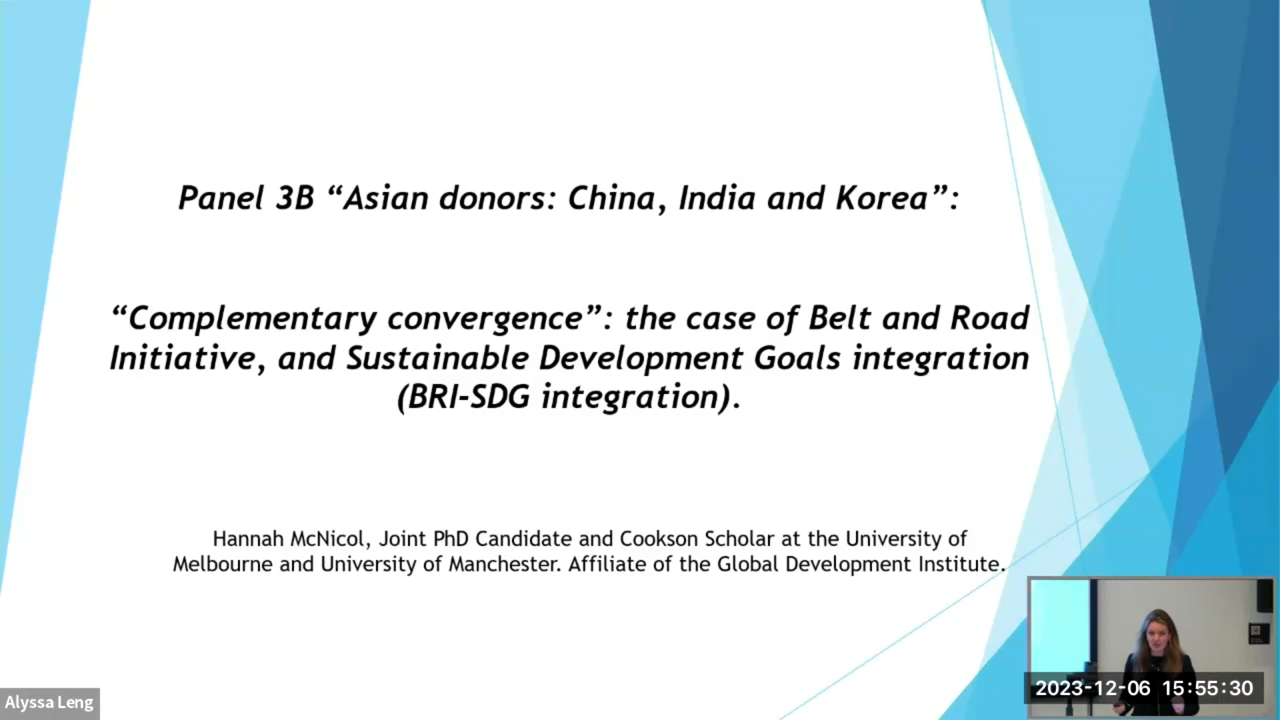 Panel 3B “Asian donors: China, India and Korea”:
“Complementary convergence”: the case of Belt and Road
Initiative, and Sustainable Development Goals integration
(BRI-SDG integration).
Hannah McNicol, Joint PhD Candidate and Cookson Scholar at the University of
Melbourne and University of Manchester. Affiliate of the Global Development Institute.
2023-12-06 15:55:30
Alyssa Leng